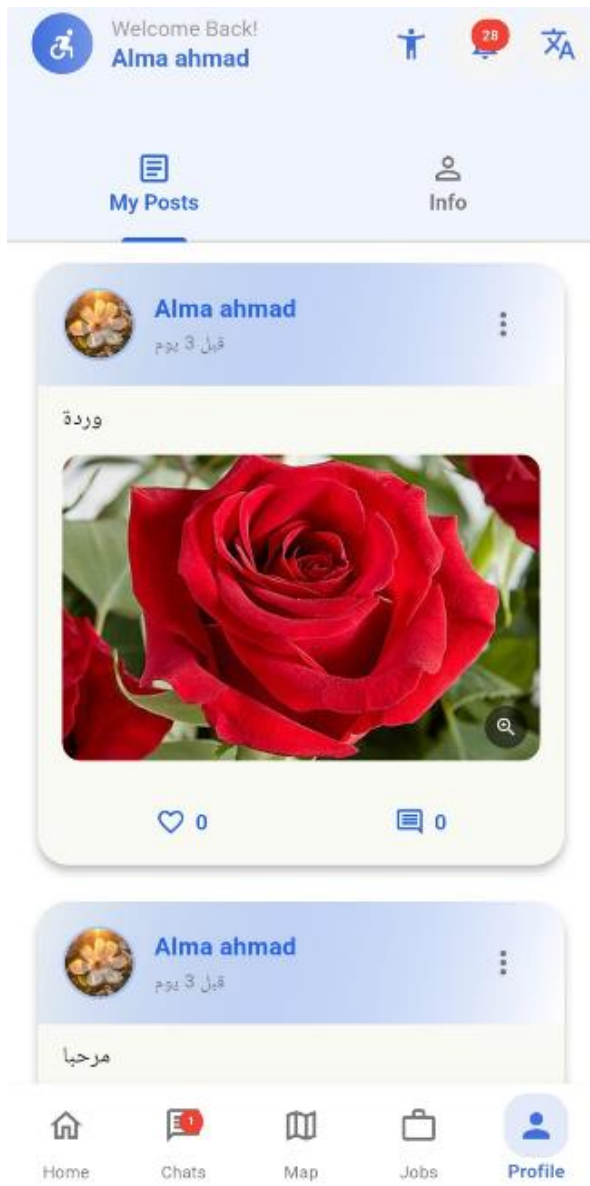 Welcome Back!
Alma ahmad
28
My Posts
Info
Alma ahmad
قبل 3 يوم
وردة
0
0
Alma ahmad
قبل 3 يوم
مرحبا
1
Home
Chats
Map
Jobs
Profile